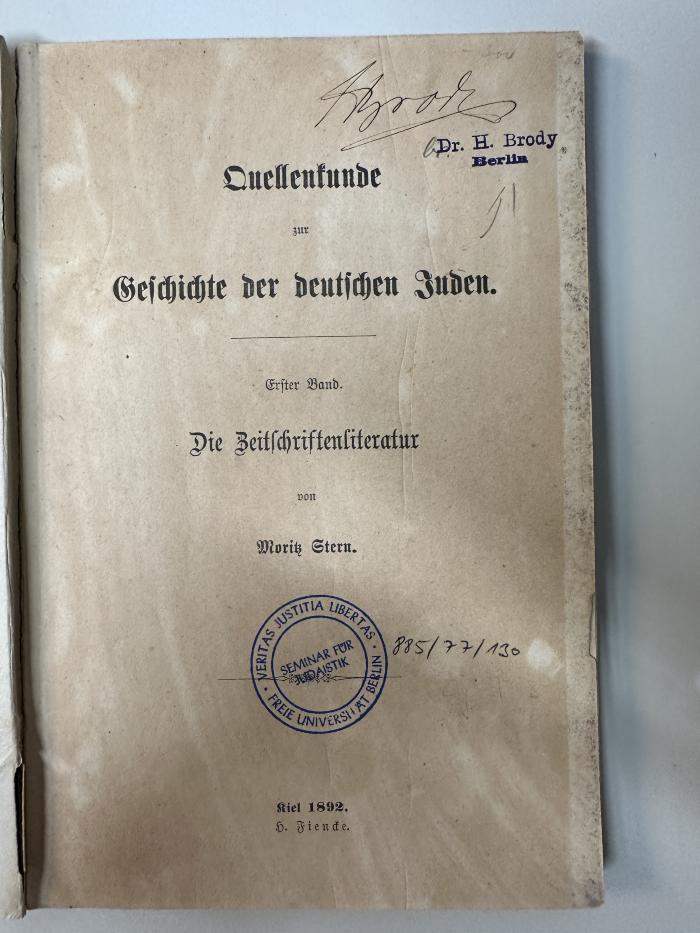 HBrody
Dr. H. Brody
Berlin
Quellenkunde
zur
Geſchichte der deutſchen Juden.
Erſter Band.
Die Zeitſchriftenliteratur
von
Moritz Stern.
VERITAS JUSTITIA LIBERTAS
SEMINAR FÜR
JUDAISTIK
FREIE UNIVERSITÄT BERLIN
885/77/130
Kiel 1892.
H. Fiencke.